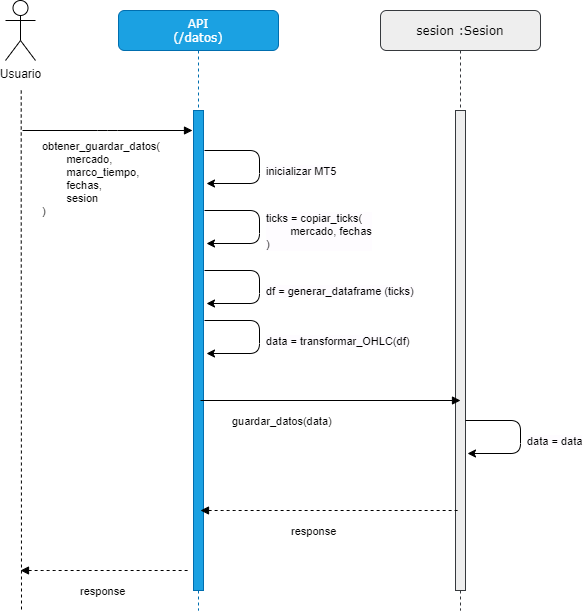 API
(/datos)
sesion :Sesion
Usuario
obtener_guardar_datos(
mercado,
marco_tiempo,
fechas,
sesion
)
inicializar MT5
ticks = copiar_ticks(
mercado, fechas
)
df = generar_dataframe (ticks)
data = transformar_OHLC(df)
guardar_datos(data)
data = data
response
response